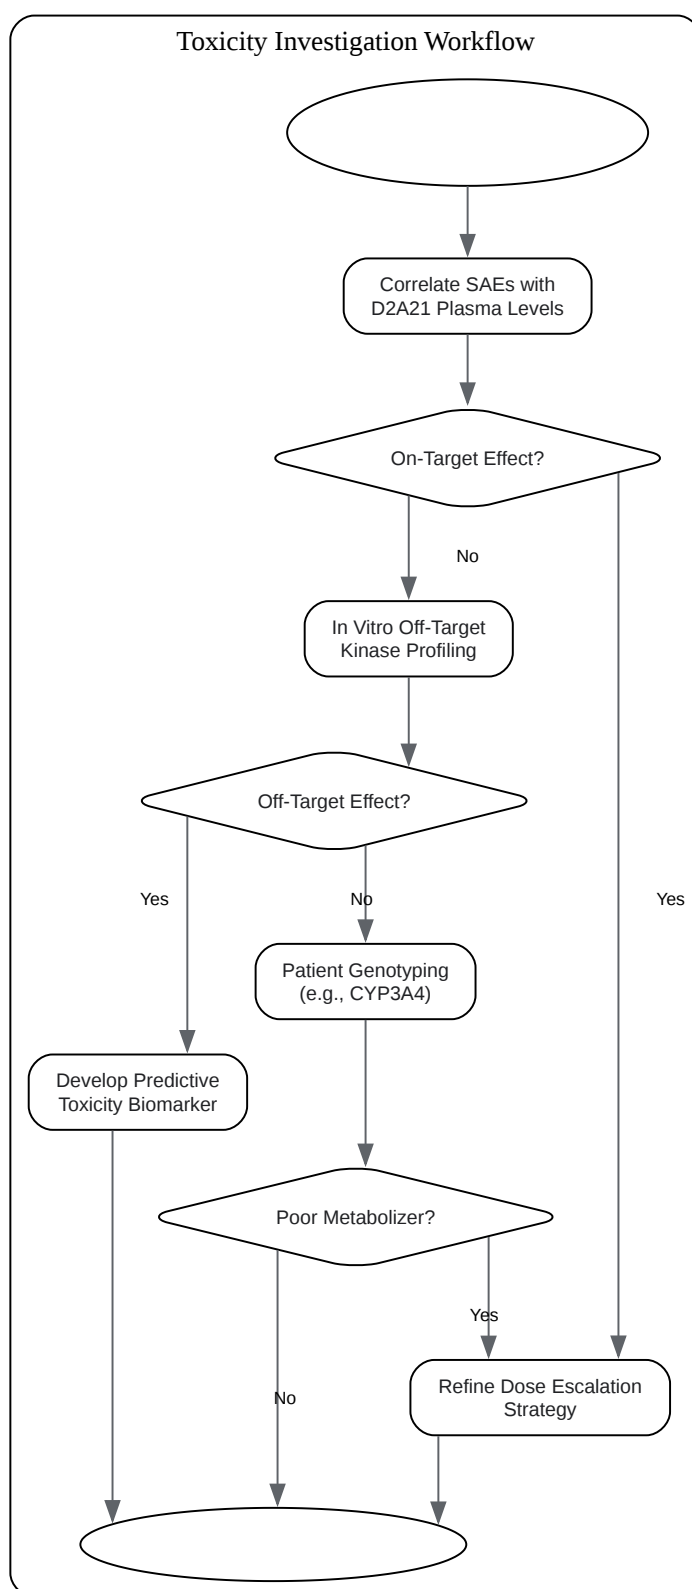 Toxicity Investigation Workflow
Correlate SAEs with
D2A21 Plasma Levels
On-Target Effect?
No
In Vitro Off-Target
Kinase Profiling
Off-Target Effect?
Yes
No
Yes
Patient Genotyping
(e.g., CYP3A4)
Develop Predictive
Toxicity Biomarker
Poor Metabolizer?
Yes
Refine Dose Escalation
Strategy
No